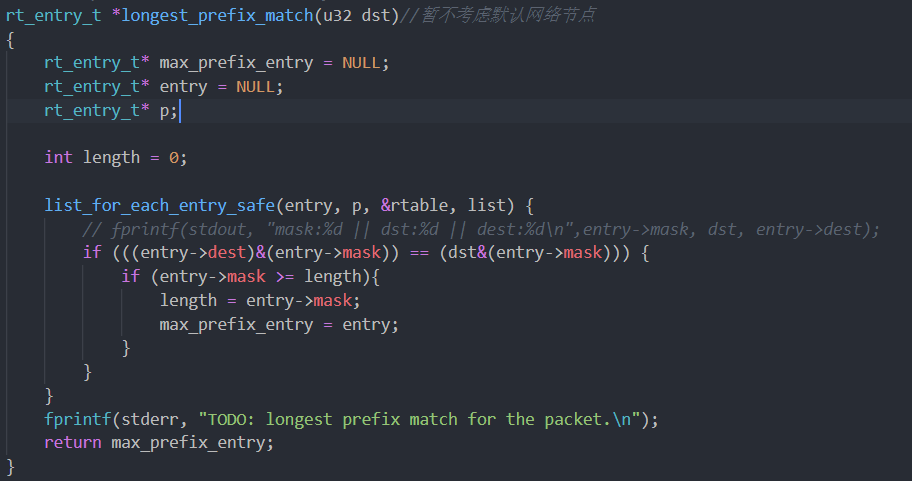 rt_entry_t *longest_prefix_match(u32 dst)//暂不考虑默认网络节点
{
    rt_entry_t* max_prefix_entry = NULL;
    rt_entry_t* entry = NULL;
    rt_entry_t* p;
    int length = 0;
    list_for_each_entry_safe(entry, p, &rtable, list) {
        // fprintf(stdout, "mask:%d || dst:%d || dest:%d\n",entry->mask, dst, entry->dest);
        if (((entry->dest)&(entry->mask)) == (dst&(entry->mask))) {
            if (entry->mask >= length){
                length = entry->mask;
                max_prefix_entry = entry;
            }
        }
    }
    fprintf(stderr, "TODO: longest prefix match for the packet.\n");
    return max_prefix_entry;
}